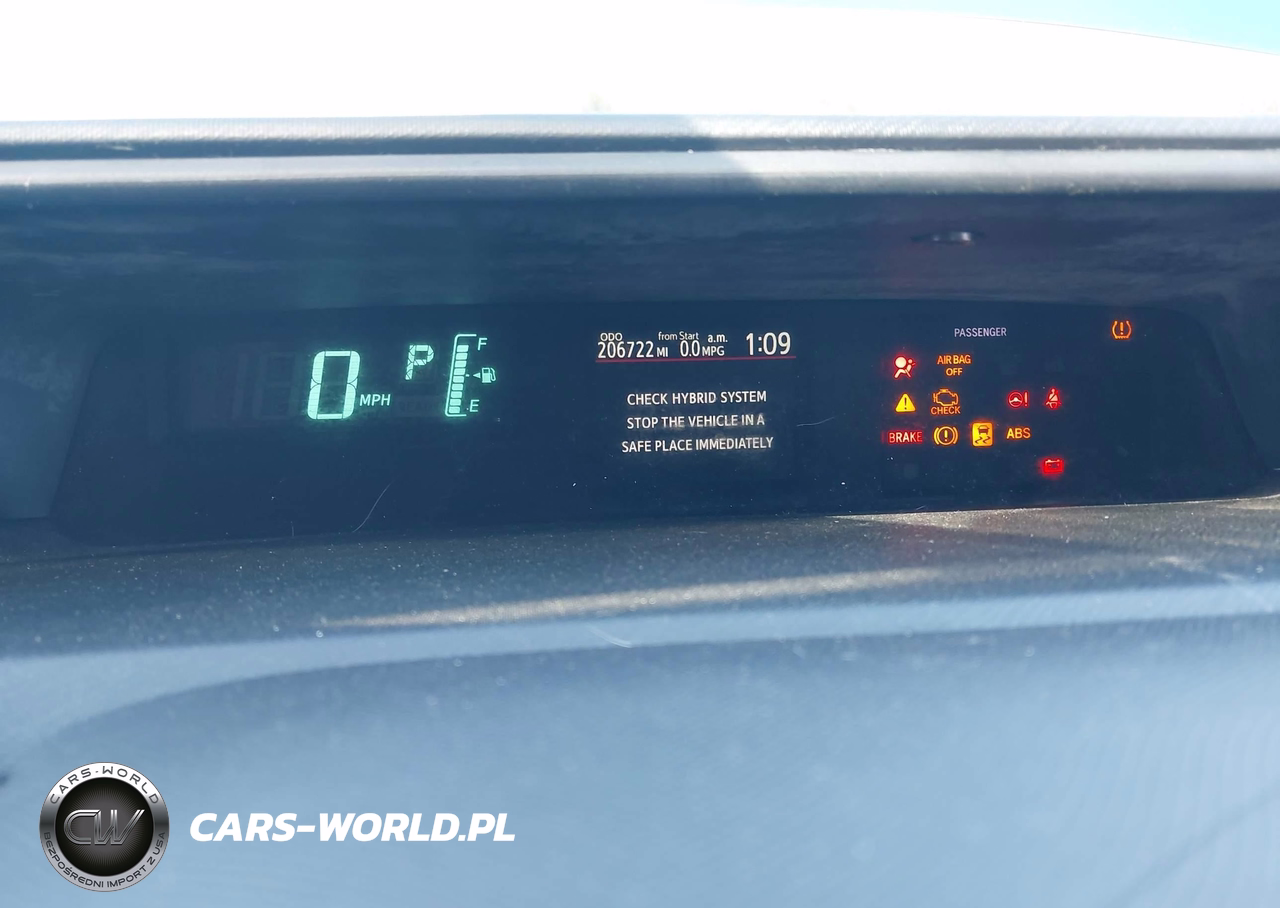 0 MPH
P
F
E
ODO from Start a.m.
206722 MI 0.0 MPG 1:09
CHECK HYBRID SYSTEM
STOP THE VEHICLE IN A
SAFE PLACE IMMEDIATELY
PASSENGER
AIR BAG
OFF
CHECK
BRAKE
ABS
CARS-WORLD
CW
BEZPOŚREDNI IMPORT Z USA
CARS-WORLD.PL